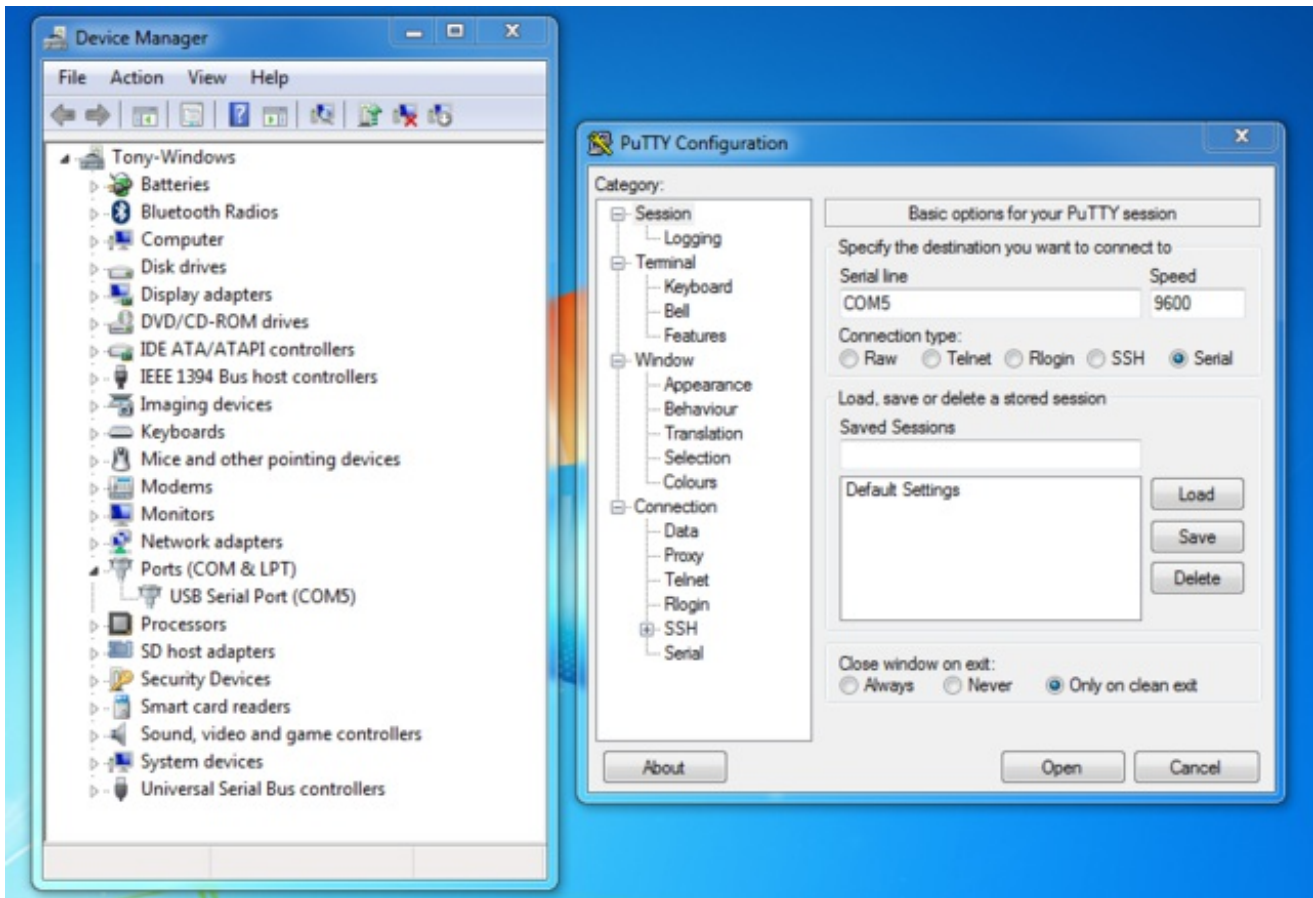 Device Manager
File Action View Help
Tony-Windows
Batteries
Bluetooth Radios
Computer
Disk drives
Display adapters
DVD/CD-ROM drives
IDE ATA/ATAPI controllers
IEEE 1394 Bus host controllers
Imaging devices
Keyboards
Mice and other pointing devices
Modems
Monitors
Network adapters
Ports (COM & LPT)
USB Serial Port (COM5)
Processors
SD host adapters
Security Devices
Smart card readers
Sound, video and game controllers
System devices
Universal Serial Bus controllers
PuTTY Configuration
Category:
Session
Logging
Terminal
Keyboard
Bell
Features
Window
Appearance
Behaviour
Translation
Selection
Colours
Connection
Data
Proxy
Telnet
Rlogin
SSH
Serial
Basic options for your PuTTY session
Specify the destination you want to connect to
Serial line Speed
COM5 9600
Connection type:
Raw Telnet Rlogin SSH Serial
Load, save or delete a stored session
Saved Sessions
Default Settings
Load
Save
Delete
Close window on exit:
Always Never Only on clean exit
About Open Cancel